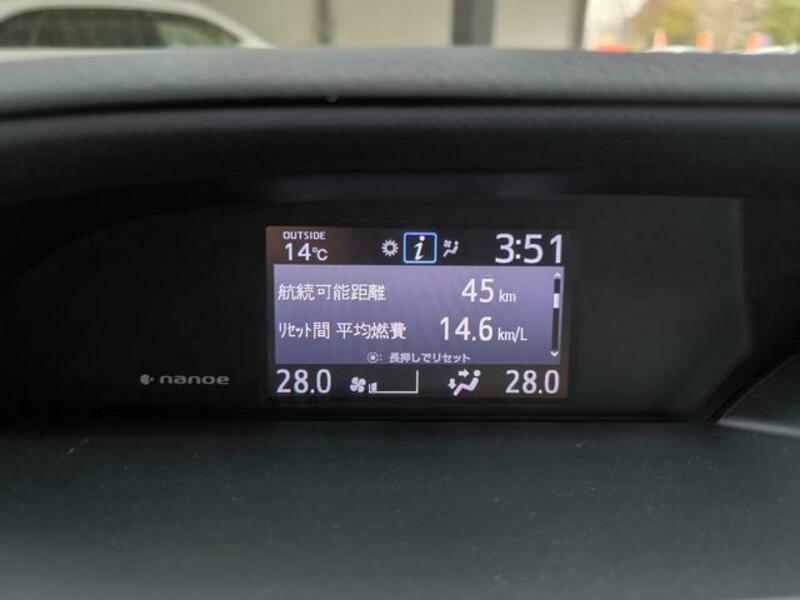 OUTSIDE
14℃
i
3:51
航続可能距離 45 km
ﾘｾｯﾄ間 平均燃費 14.6 km/L
◉: 長押しでリセット
nanoe
28.0
28.0